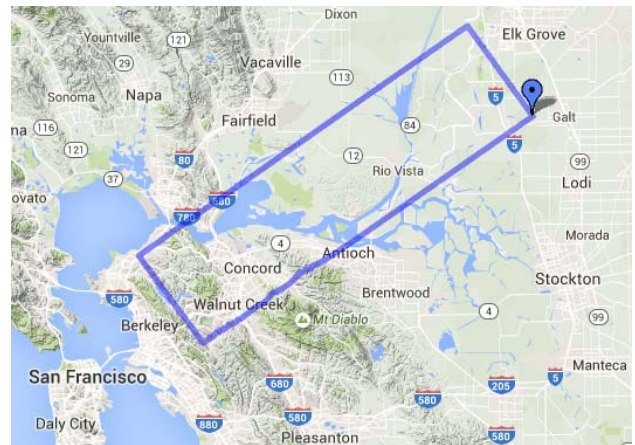 Dixon
Yountville
121
Elk Grove
Vacaville
29
113
Napa
Sonoma
5
Galt
Fairfield
84
116
12
5
121
80
99
Rio Vista
Lodi
37
ovato
680
780
4
Morada
Antioch
Concord
Stockton
Brentwood
580
Walnut Creek
4
Berkeley
Mt Diablo
99
Manteca
San Francisco
680
205
5
580
Daly City
880
580
580
Pleasanton